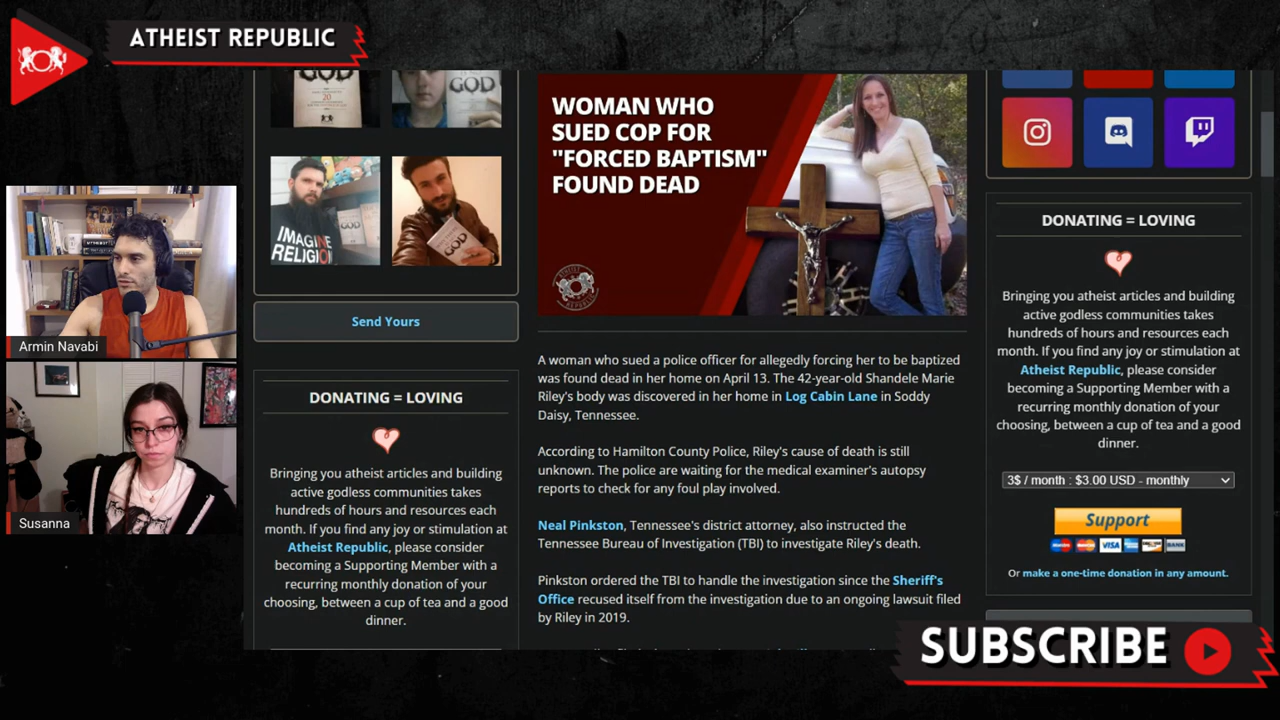 ATHEIST REPUBLIC
Armin Navabi
Susanna
GOD
20
GOD
IMAGINE
RELIGION
GOD
Send Yours
DONATING = LOVING
Bringing you atheist articles and building
active godless communities takes
hundreds of hours and resources each
month. If you find any joy or stimulation at
Atheist Republic, please consider
becoming a Supporting Member with a
recurring monthly donation of your
choosing, between a cup of tea and a good
dinner.
WOMAN WHO
SUED COP FOR
"FORCED BAPTISM"
FOUND DEAD
A woman who sued a police officer for allegedly forcing her to be baptized
was found dead in her home on April 13. The 42-year-old Shandele Marie
Riley's body was discovered in her home in Log Cabin Lane in Soddy
Daisy, Tennessee.
According to Hamilton County Police, Riley's cause of death is still
unknown. The police are waiting for the medical examiner's autopsy
reports to check for any foul play involved.
Neal Pinkston, Tennessee's district attorney, also instructed the
Tennessee Bureau of Investigation (TBI) to investigate Riley's death.
Pinkston ordered the TBI to handle the investigation since the Sheriff's
Office recused itself from the investigation due to an ongoing lawsuit filed
by Riley in 2019.
DONATING = LOVING
Bringing you atheist articles and building
active godless communities takes
hundreds of hours and resources each
month. If you find any joy or stimulation at
Atheist Republic, please consider
becoming a Supporting Member with a
recurring monthly donation of your
choosing, between a cup of tea and a good
dinner.
3$ / month : $3.00 USD - monthly
Support
VISA
BANK
Or make a one-time donation in any amount.
SUBSCRIBE